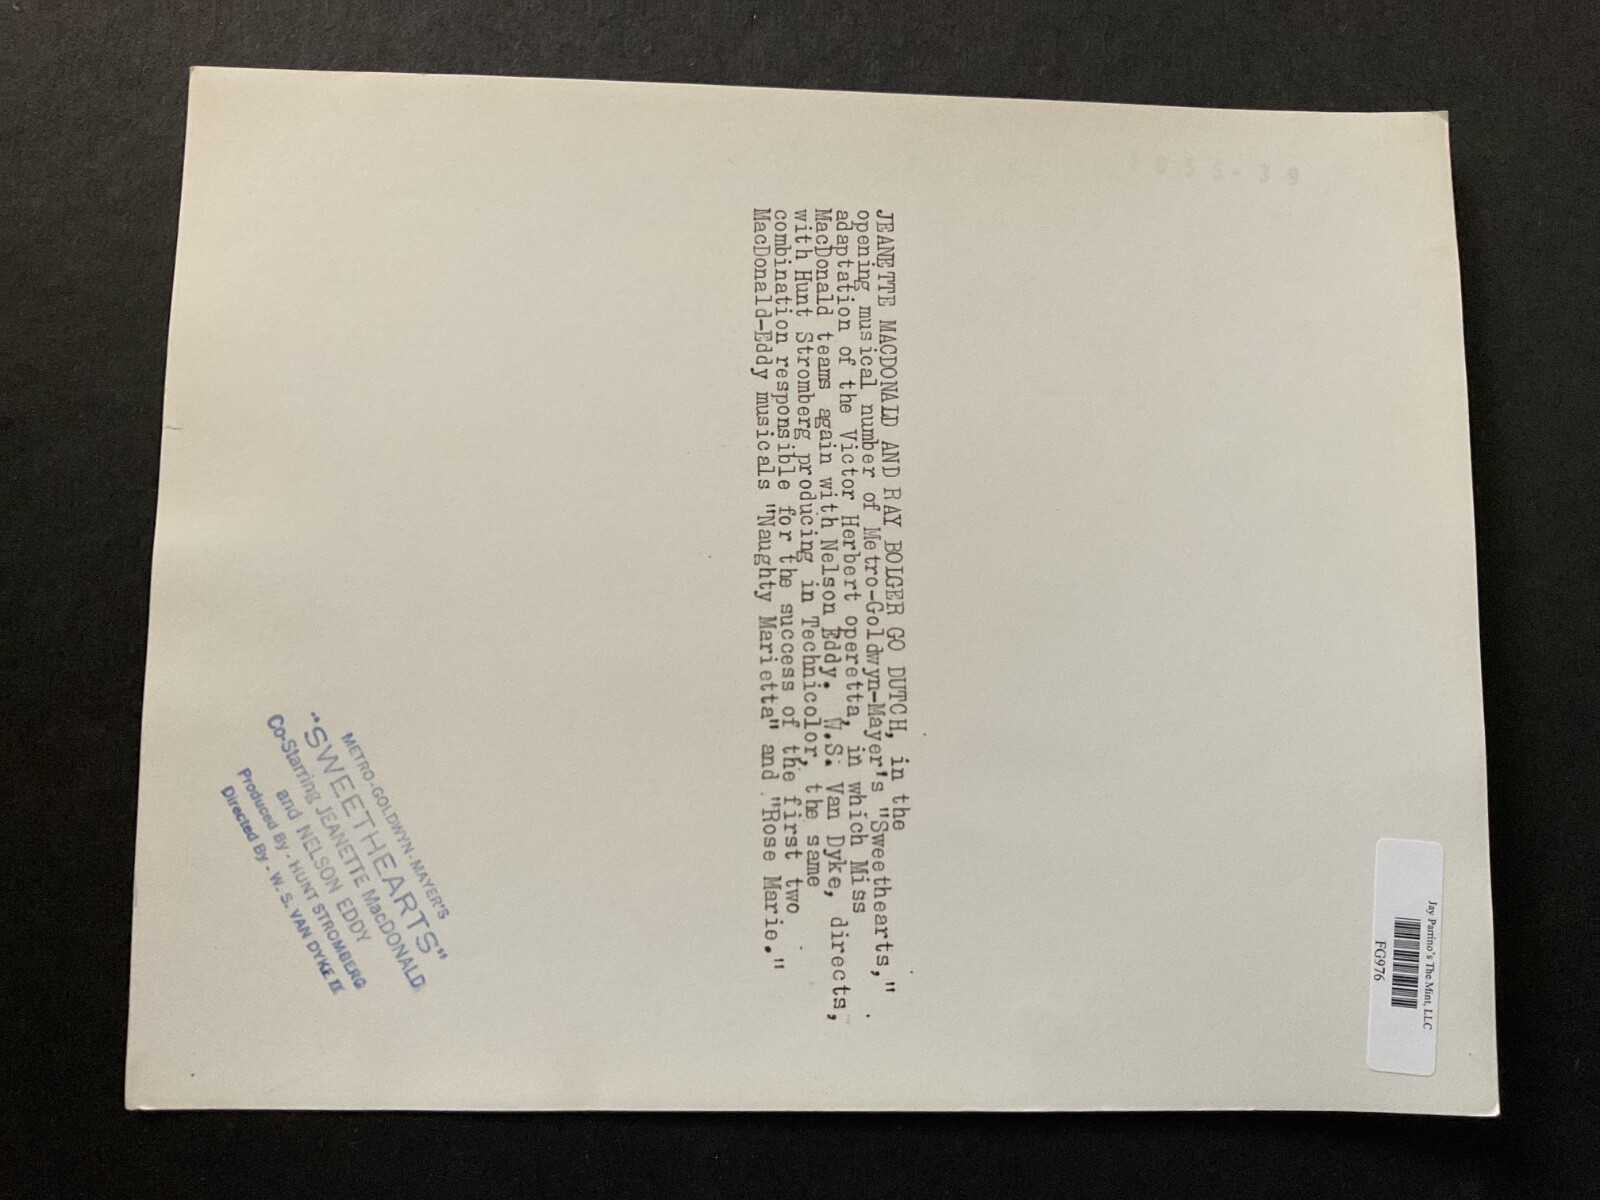 JEANETTE MACDONALD AND RAY BOLGER GO DUTCH, in the
opening musical number of Metro-Goldwyn-Mayer's "Sweethearts,"
adaptation of the Victor Herbert operetta, in which Miss
MacDonald teams again with Nelson Eddy. W.S. Van Dyke, directs,
with Hunt Stromberg producing in Technicolor, the same
combination responsible for the success of the first two
MacDonald-Eddy musicals "Naughty Marietta" and "Rose Marie."
METRO-GOLDWYN-MAYER'S
"SWEETHEARTS"
Co-Starring JEANETTE MacDONALD
and NELSON EDDY
Produced By - HUNT STROMBERG
Directed By - W. S. VAN DYKE II
Jay Parrino's The Mint, LLC
FG976